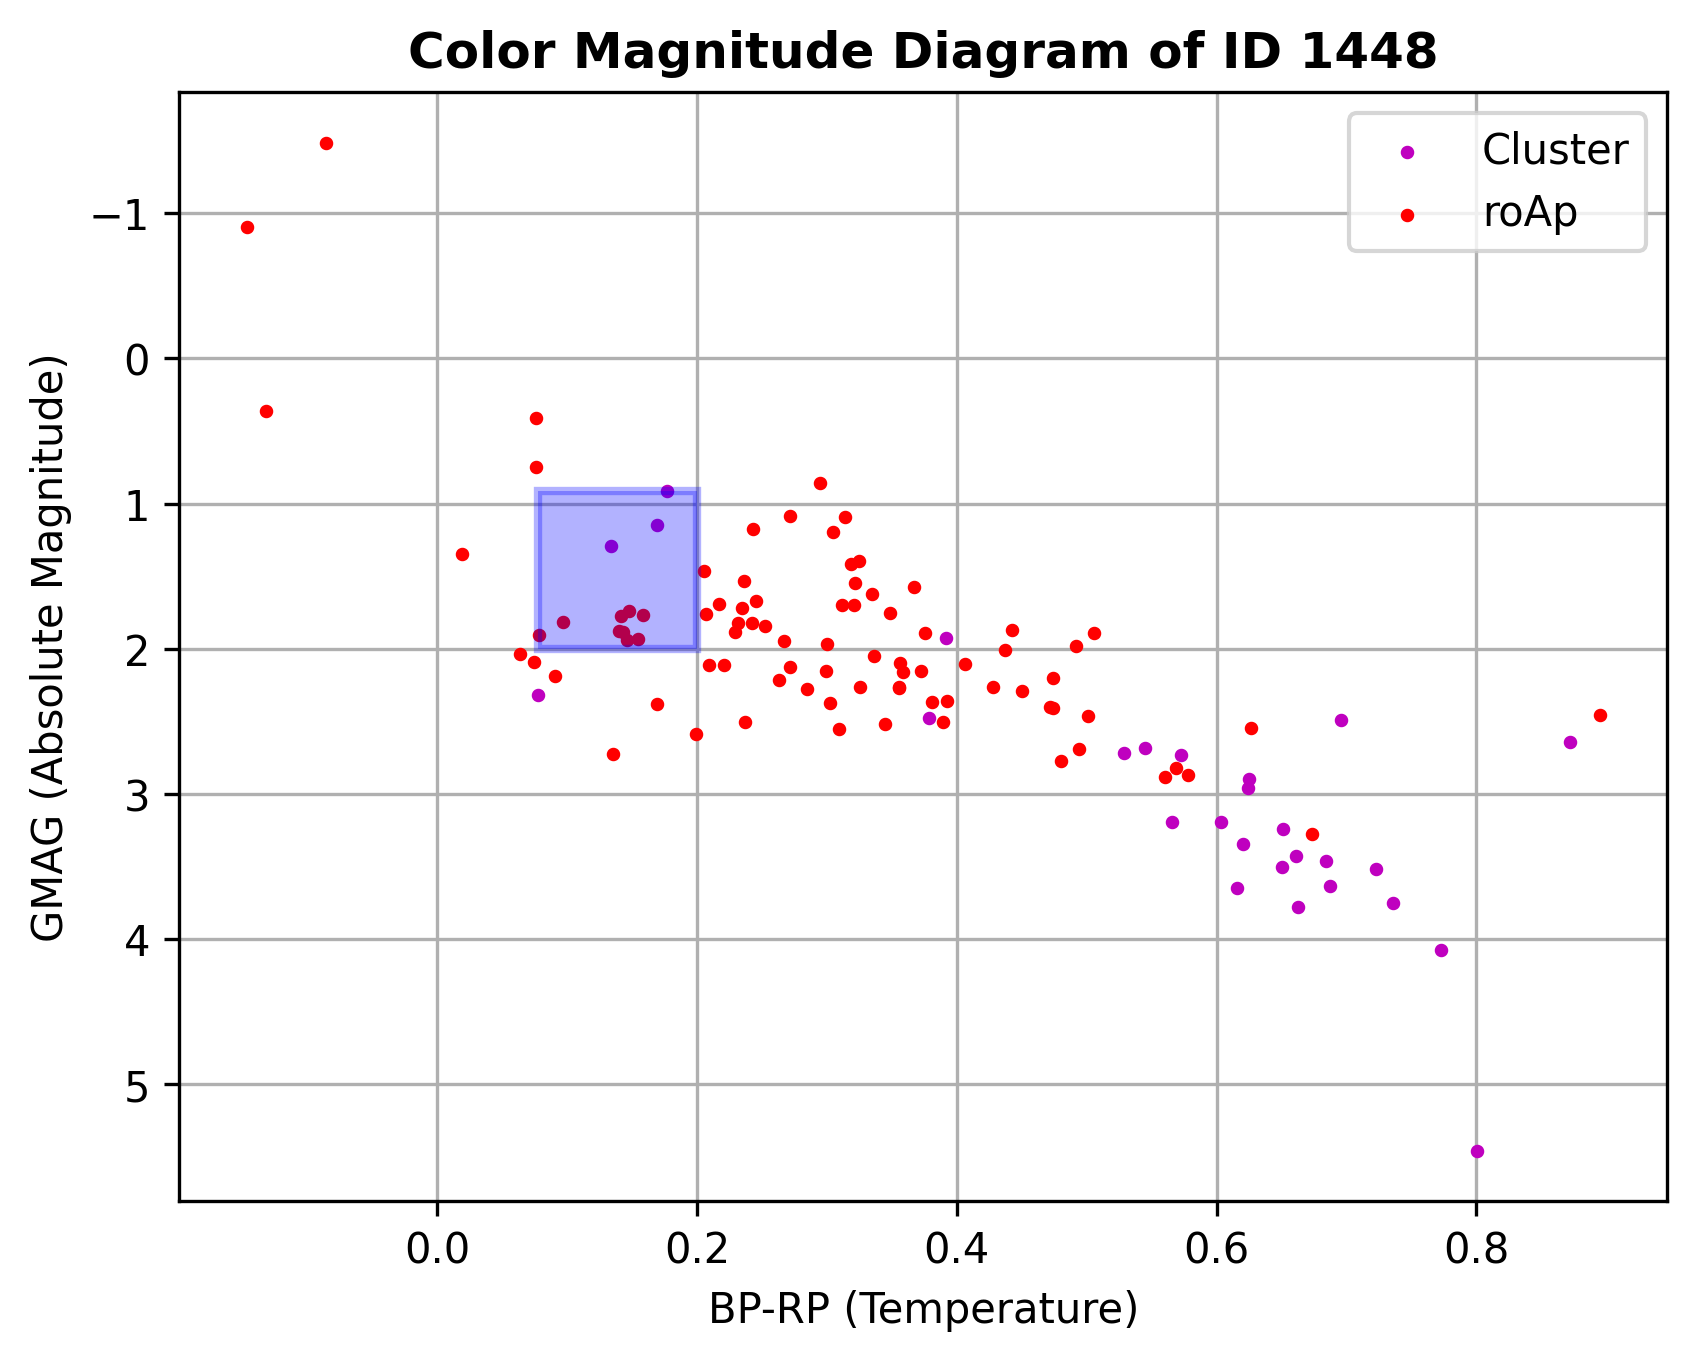 Color Magnitude Diagram of ID 1448
Cluster
roAp
GMAG (Absolute Magnitude)
−1
0
1
2
3
4
5
0.0 0.2 0.4 0.6 0.8
BP-RP (Temperature)